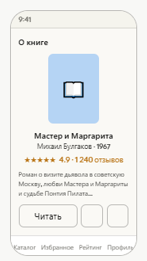 9:41
О книге
Мастер и Маргарита
Михаил Булгаков · 1967
★★★★★ 4.9 · 1 240 отзывов
Роман о визите дьявола в советскую
Москву, любви Мастера и Маргариты
и судьбе Понтия Пилата...
Читать
Каталог Избранное Рейтинг Профиль